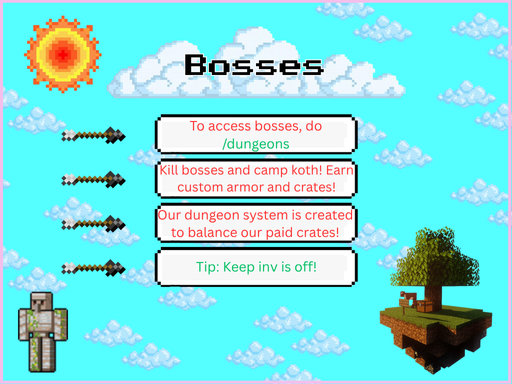 Bosses
To access bosses, do
/dungeons
Kill bosses and camp koth! Earn
custom armor and crates!
Our dungeon system is created
to balance our paid crates!
Tip: Keep inv is off!